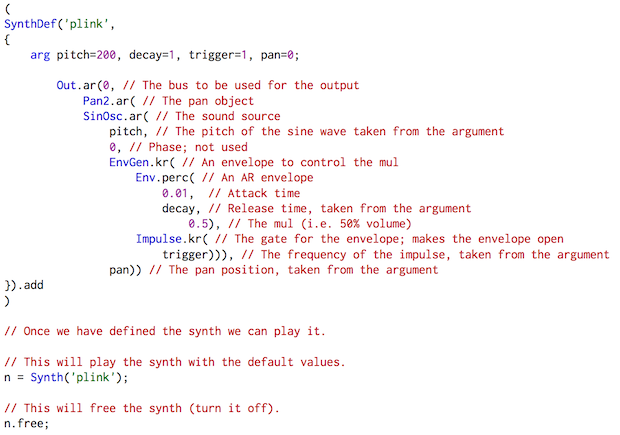 (
SynthDef('plink',
{
arg pitch=200, decay=1, trigger=1, pan=0;
Out.ar(0, // The bus to be used for the output
Pan2.ar( // The pan object
SinOsc.ar( // The sound source
pitch, // The pitch of the sine wave taken from the argument
0, // Phase; not used
EnvGen.kr( // An envelope to control the mul
Env.perc( // An AR envelope
0.01, // Attack time
decay, // Release time, taken from the argument
0.5), // The mul (i.e. 50% volume)
Impulse.kr( // The gate for the envelope; makes the envelope open
trigger))), // The frequency of the impulse, taken from the argument
pan)) // The pan position, taken from the argument
}).add
)
// Once we have defined the synth we can play it.
// This will play the synth with the default values.
n = Synth('plink');
// This will free the synth (turn it off).
n.free;